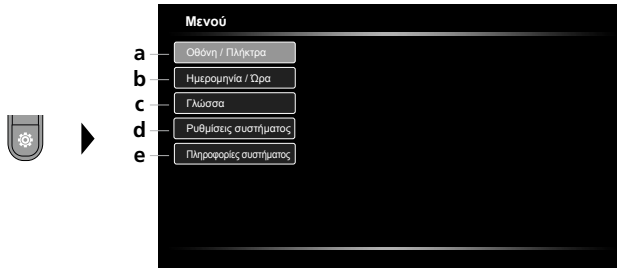 Μενού
a Οθόνη / Πλήκτρα
b Ημερομηνία / Ώρα
c Γλώσσα
d Ρυθμίσεις συστήματος
e Πληροφορίες συστήματος